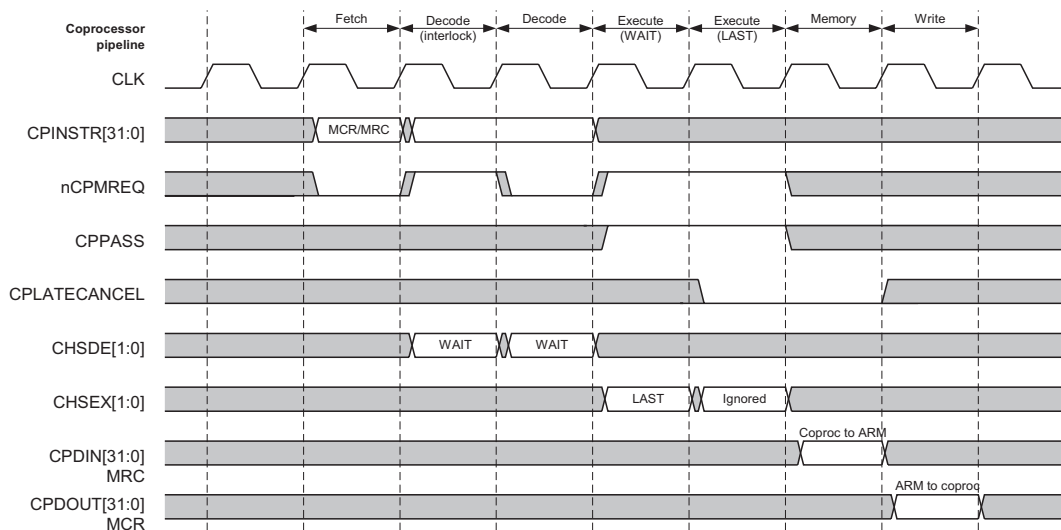 Coprocessor
pipeline
Fetch
Decode
(interlock)
Decode
Execute
(WAIT)
Execute
(LAST)
Memory
Write
CLK
CPINSTR[31:0]
MCR/MRC
nCPMREQ
CPPASS
CPLATECANCEL
CHSDE[1:0]
WAIT
WAIT
CHSEX[1:0]
LAST
Ignored
Coproc to ARM
CPDIN[31:0]
MRC
ARM to coproc
CPDOUT[31:0]
MCR